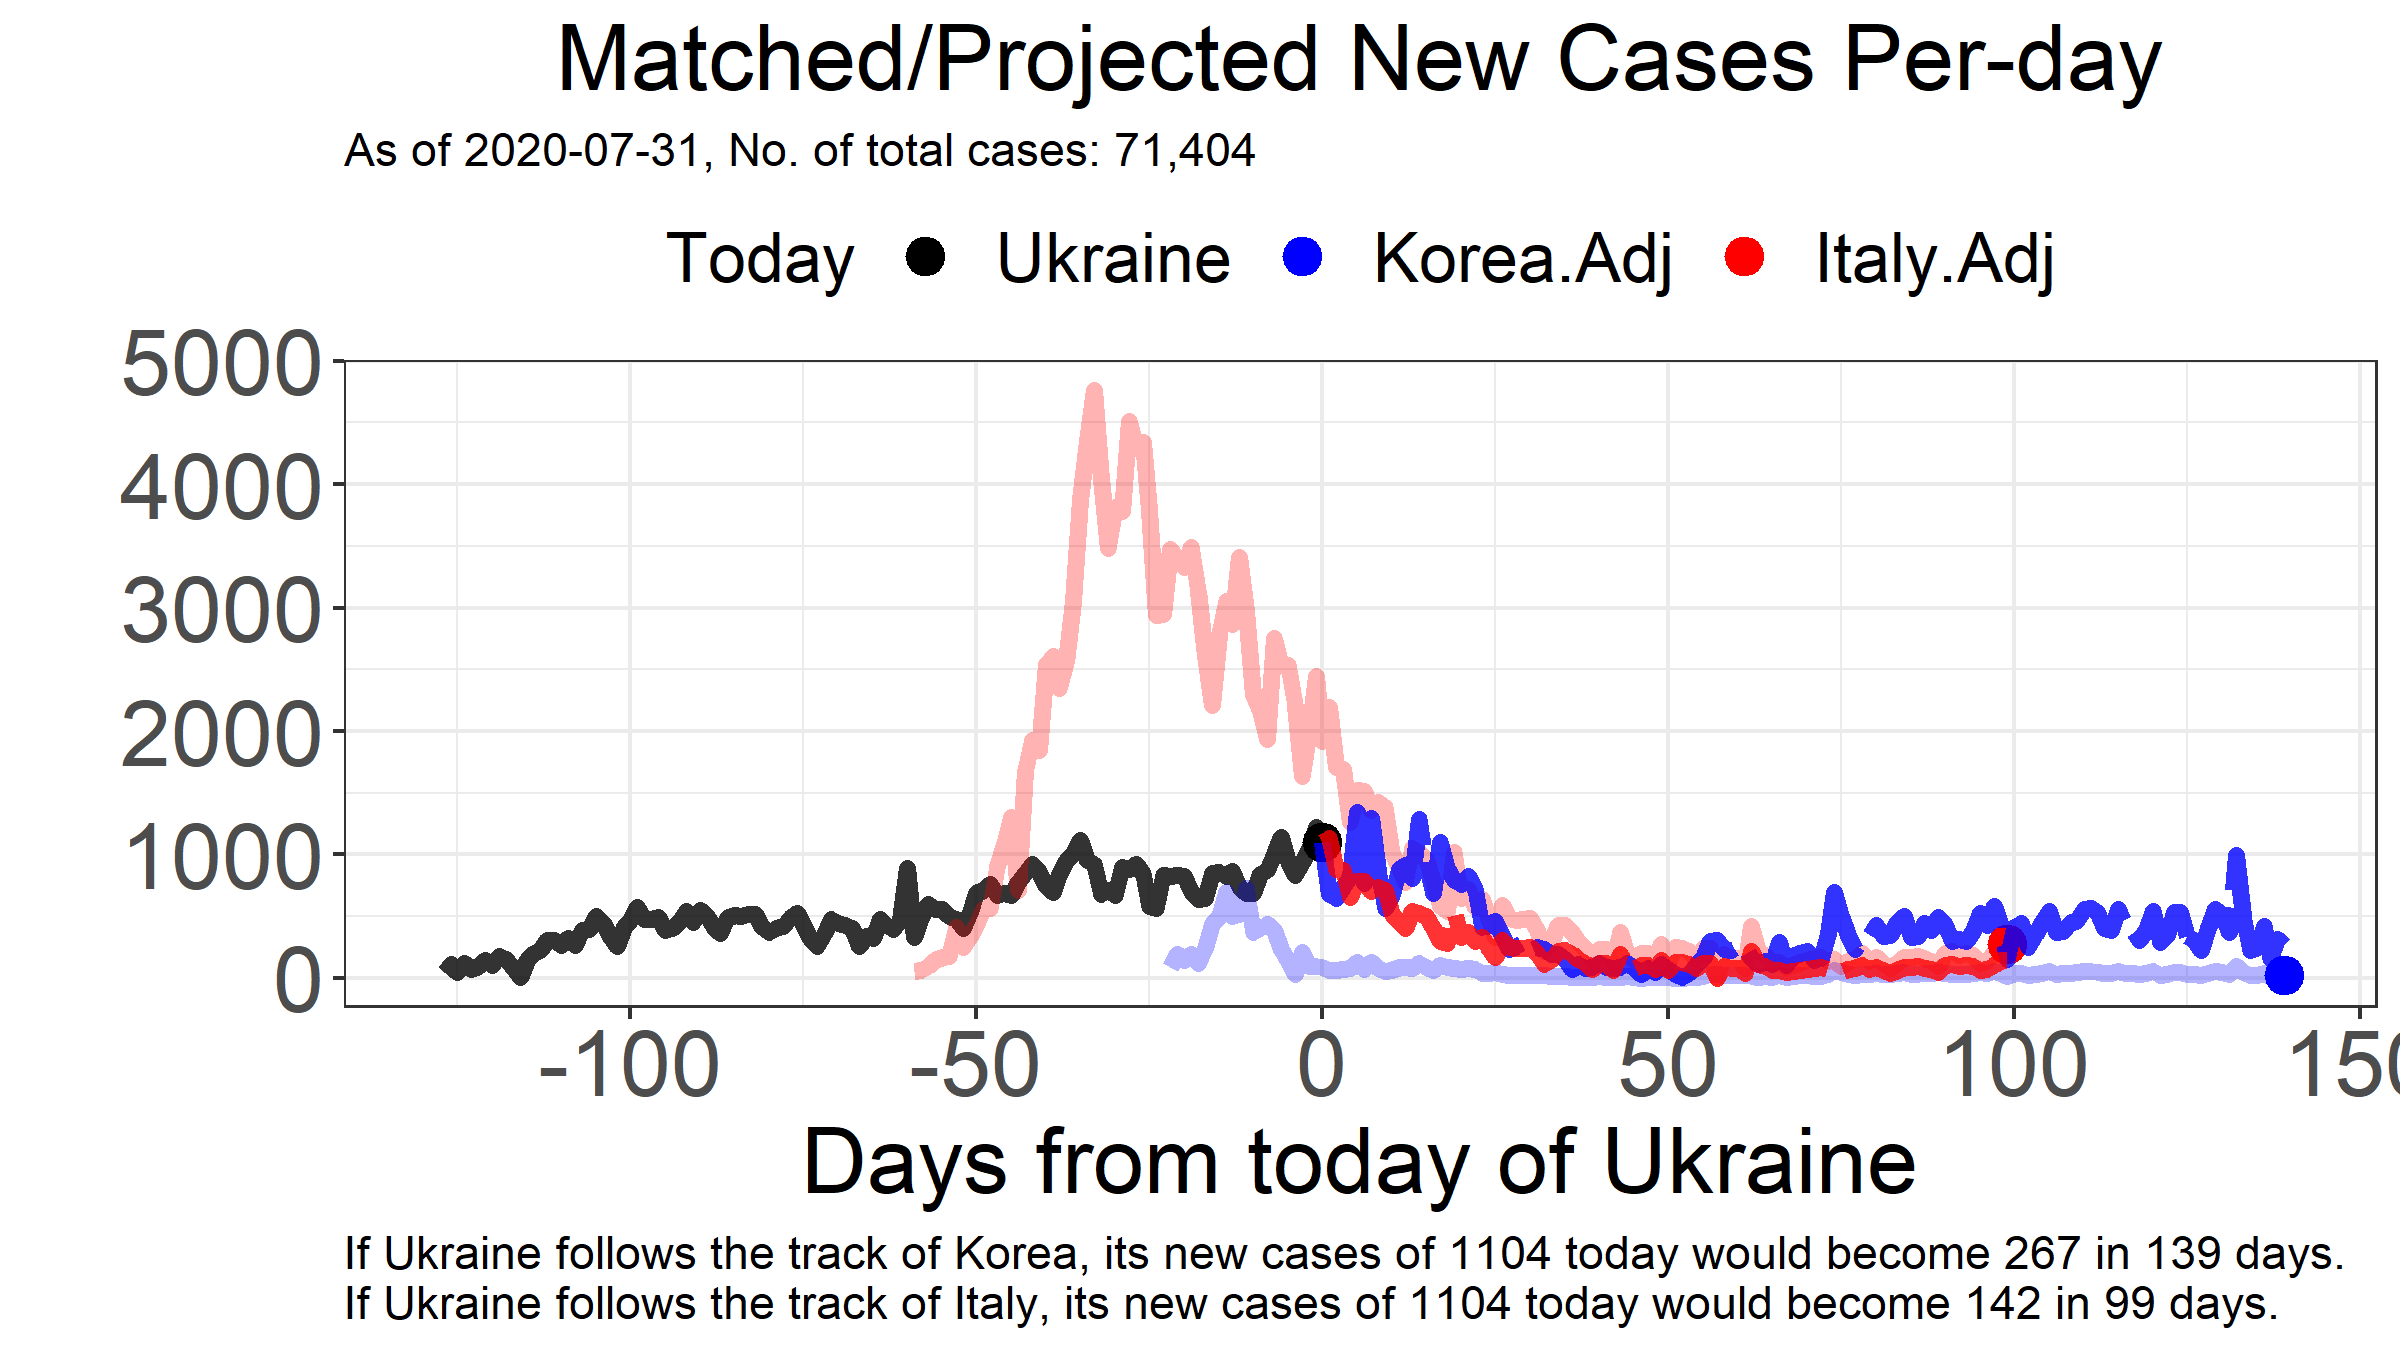 Matched/Projected New Cases Per-day
As of 2020-07-31, No. of total cases: 71,404
Today Ukraine Korea.Adj Italy.Adj
5000
4000
3000
2000
1000
0
-100 -50 0 50 100 150
Days from today of Ukraine
If Ukraine follows the track of Korea, its new cases of 1104 today would become 267 in 139 days.
If Ukraine follows the track of Italy, its new cases of 1104 today would become 142 in 99 days.